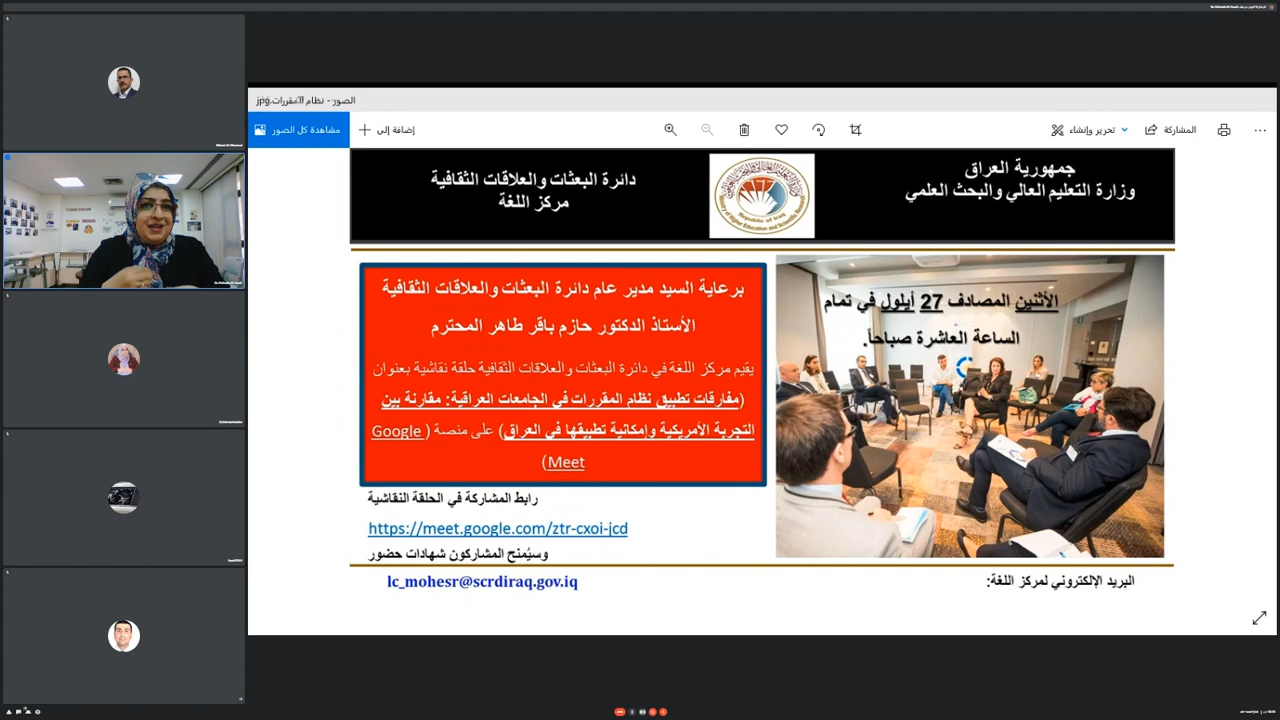 الصور - نظام المقررات.jpg
مشاهدة كل الصور
إضافة إلى
تحرير وإنشاء
المشاركة
جمهورية العراق
وزارة التعليم العالي والبحث العلمي
Republic of Iraq
دائرة البعثات والعلاقات الثقافية
مركز اللغة
برعاية السيد مدير عام دائرة البعثات والعلاقات الثقافية
الأستاذ الدكتور حازم باقر طاهر المحترم
يقيم مركز اللغة في دائرة البعثات والعلاقات الثقافية حلقة نقاشية بعنوان
(مفارقات تطبيق نظام المقررات في الجامعات العراقية: مقارنة بين
التجربة الأمريكية وإمكانية تطبيقها في العراق) على منصة (Google
Meet)
الأثنين المصادف 27 أيلول في تمام
الساعة العاشرة صباحاً.
رابط المشاركة في الحلقة النقاشية
https://meet.google.com/ztr-cxoi-jcd
وسيُمنح المشاركون شهادات حضور
البريد الإلكتروني لمركز اللغة:
lc_mohesr@scrdiraq.gov.iq